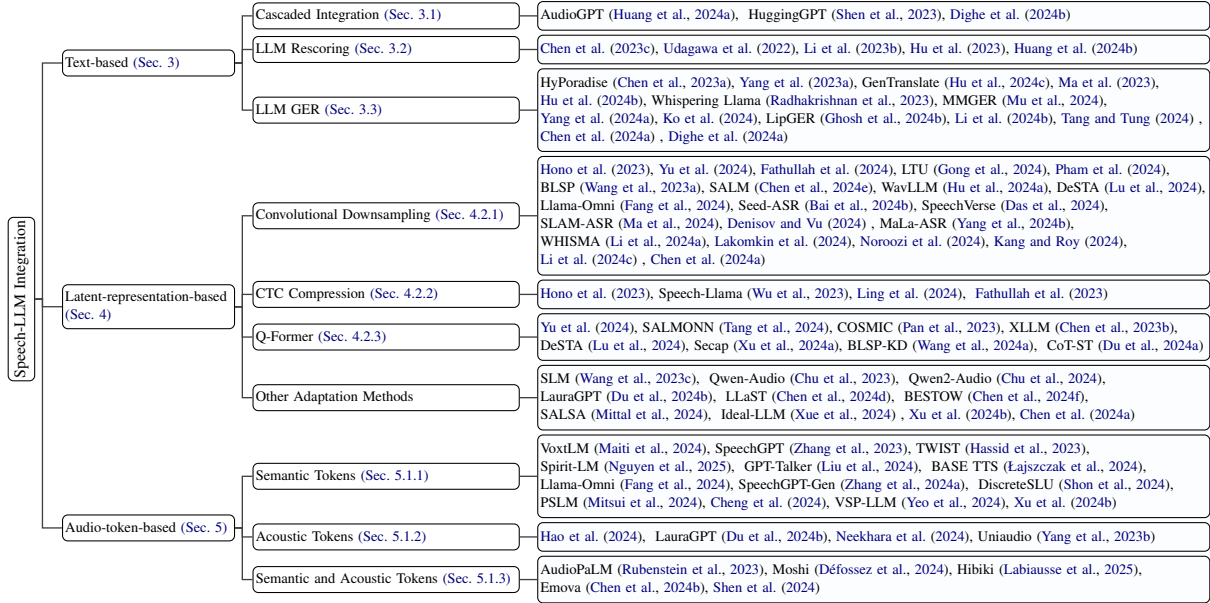 Speech-LLM Integration
Text-based (Sec. 3)
Cascaded Integration (Sec. 3.1)
AudioGPT (Huang et al., 2024a), HuggingGPT (Shen et al., 2023), Dighe et al. (2024b)
LLM Rescoring (Sec. 3.2)
Chen et al. (2023c), Udagawa et al. (2022), Li et al. (2023b), Hu et al. (2023), Huang et al. (2024b)
LLM GER (Sec. 3.3)
HyPoradise (Chen et al., 2023a), Yang et al. (2023a), GenTranslate (Hu et al., 2024c), Ma et al. (2023),
Hu et al. (2024b), Whispering Llama (Radhakrishnan et al., 2023), MMGER (Mu et al., 2024),
Yang et al. (2024a), Ko et al. (2024), LipGER (Ghosh et al., 2024b), Li et al. (2024b), Tang and Tung (2024) ,
Chen et al. (2024a) , Dighe et al. (2024a)
Latent-representation-based
(Sec. 4)
Convolutional Downsampling (Sec. 4.2.1)
Hono et al. (2023), Yu et al. (2024), Fathullah et al. (2024), LTU (Gong et al., 2024), Pham et al. (2024),
BLSP (Wang et al., 2023a), SALM (Chen et al., 2024e), WavLLM (Hu et al., 2024a), DeSTA (Lu et al., 2024),
Llama-Omni (Fang et al., 2024), Seed-ASR (Bai et al., 2024b), SpeechVerse (Das et al., 2024),
SLAM-ASR (Ma et al., 2024), Denisov and Vu (2024) , MaLa-ASR (Yang et al., 2024b),
WHISMA (Li et al., 2024a), Lakomkin et al. (2024), Noroozi et al. (2024), Kang and Roy (2024),
Li et al. (2024c) , Chen et al. (2024a)
CTC Compression (Sec. 4.2.2)
Hono et al. (2023), Speech-Llama (Wu et al., 2023), Ling et al. (2024), Fathullah et al. (2023)
Q-Former (Sec. 4.2.3)
Yu et al. (2024), SALMONN (Tang et al., 2024), COSMIC (Pan et al., 2023), XLLM (Chen et al., 2023b),
DeSTA (Lu et al., 2024), Secap (Xu et al., 2024a), BLSP-KD (Wang et al., 2024a), CoT-ST (Du et al., 2024a)
Other Adaptation Methods
SLM (Wang et al., 2023c), Qwen-Audio (Chu et al., 2023), Qwen2-Audio (Chu et al., 2024),
LauraGPT (Du et al., 2024b), LLaST (Chen et al., 2024d), BESTOW (Chen et al., 2024f),
SALSA (Mittal et al., 2024), Ideal-LLM (Xue et al., 2024) , Xu et al. (2024b), Chen et al. (2024a)
Audio-token-based (Sec. 5)
Semantic Tokens (Sec. 5.1.1)
VoxtLM (Maiti et al., 2024), SpeechGPT (Zhang et al., 2023), TWIST (Hassid et al., 2023),
Spirit-LM (Nguyen et al., 2025), GPT-Talker (Liu et al., 2024), BASE TTS (Łajszczak et al., 2024),
Llama-Omni (Fang et al., 2024), SpeechGPT-Gen (Zhang et al., 2024a), DiscreteSLU (Shon et al., 2024),
PSLM (Mitsui et al., 2024), Cheng et al. (2024), VSP-LLM (Yeo et al., 2024), Xu et al. (2024b)
Acoustic Tokens (Sec. 5.1.2)
Hao et al. (2024), LauraGPT (Du et al., 2024b), Neekhara et al. (2024), Uniaudio (Yang et al., 2023b)
Semantic and Acoustic Tokens (Sec. 5.1.3)
AudioPaLM (Rubenstein et al., 2023), Moshi (Défossez et al., 2024), Hibiki (Labiausse et al., 2025),
Emova (Chen et al., 2024b), Shen et al. (2024)